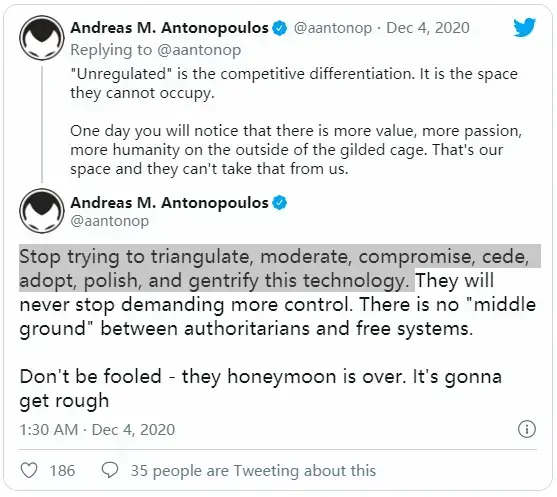 Andreas M. Antonopoulos @aantonop · Dec 4, 2020
Replying to @aantonop
"Unregulated" is the competitive differentiation. It is the space
they cannot occupy.
One day you will notice that there is more value, more passion,
more humanity on the outside of the gilded cage. That's our
space and they can't take that from us.
Andreas M. Antonopoulos
@aantonop
Stop trying to triangulate, moderate, compromise, cede,
adopt, polish, and gentrify this technology. They will
never stop demanding more control. There is no "middle
ground" between authoritarians and free systems.
Don't be fooled - they honeymoon is over. It's gonna
get rough
1:30 AM · Dec 4, 2020
186 35 people are Tweeting about this